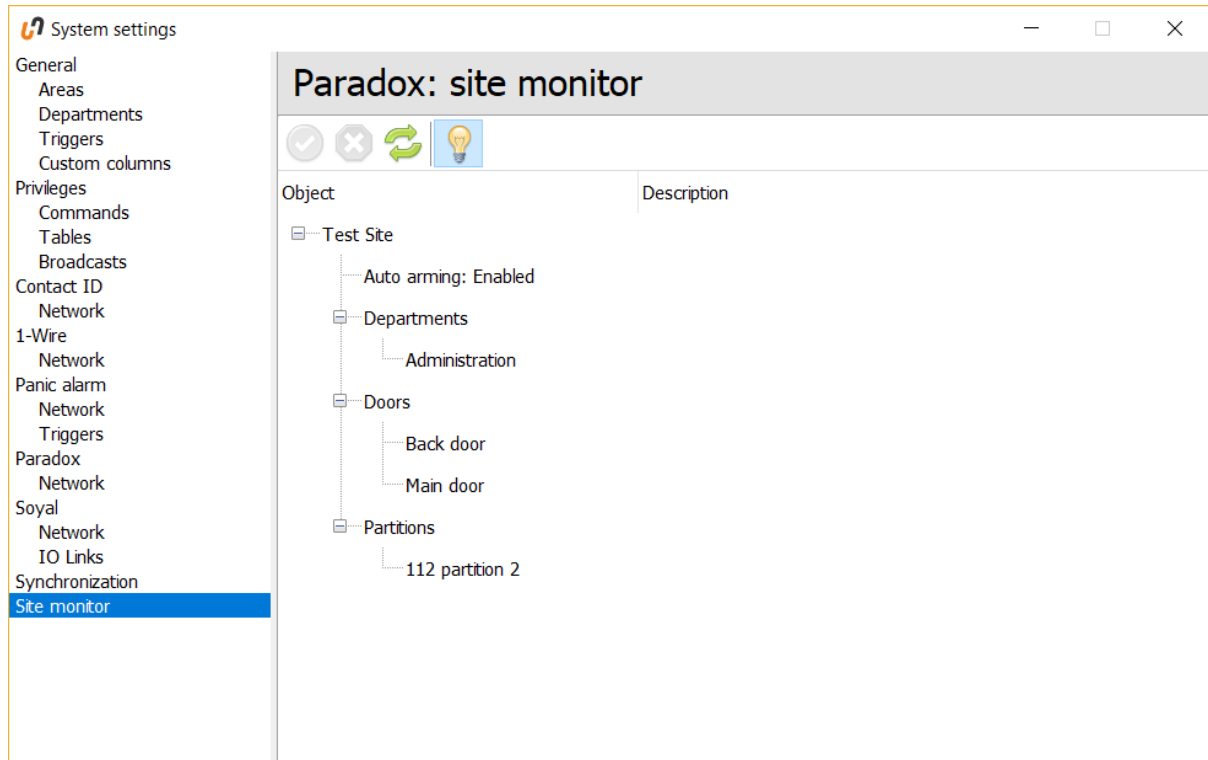 System settings
General
Areas
Departments
Triggers
Custom columns
Privileges
Commands
Tables
Broadcasts
Contact ID
Network
1-Wire
Network
Panic alarm
Network
Triggers
Paradox
Network
Soyal
Network
IO Links
Synchronization
Site monitor
Paradox: site monitor
Object Description
Test Site
Auto arming: Enabled
Departments
Administration
Doors
Back door
Main door
Partitions
112 partition 2